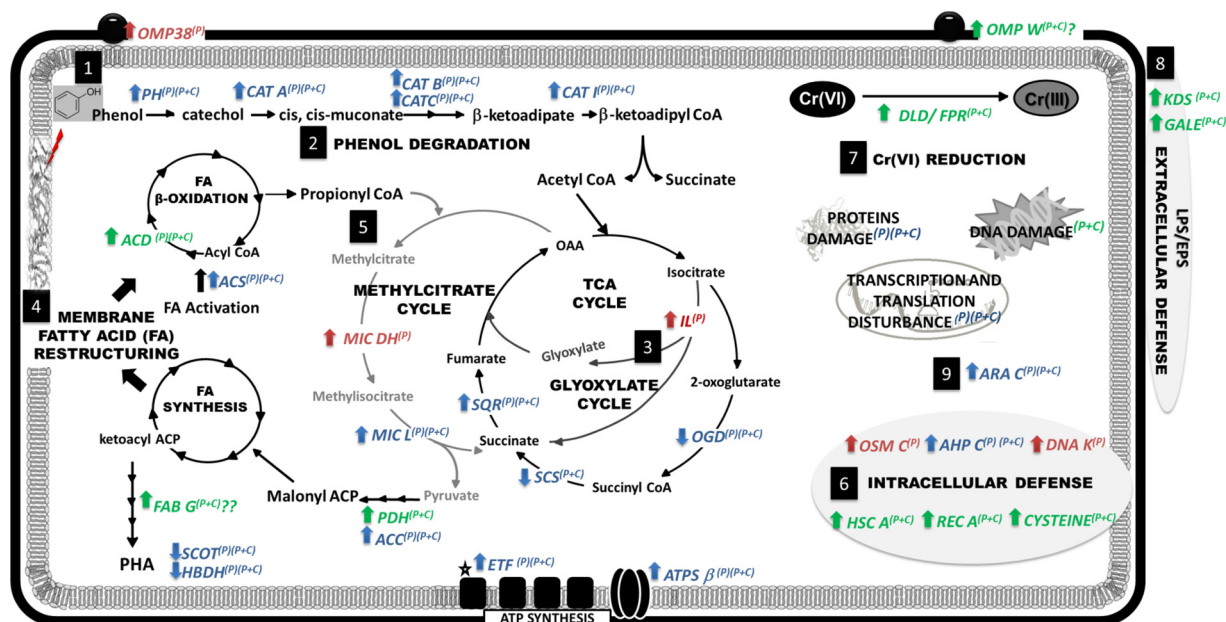 OMP38(P)
OMP W(P+C)?
1
8
OH
PH(P)(P+C)
CAT A(P)(P+C)
CAT B(P)(P+C)
CATC(P)(P+C)
CAT I(P)(P+C)
Phenol
catechol
cis, cis-muconate
β-ketoadipate
β-ketoadipyl CoA
Cr(VI)
Cr(III)
DLD/ FPR(P+C)
KDS (P+C)
GALE(P+C)
2
PHENOL DEGRADATION
7
Cr(VI) REDUCTION
EXTRACELLULAR DEFENSE
LPS/EPS
FA
β-OXIDATION
Propionyl CoA
Acetyl CoA
Succinate
ACD(P)(P+C)
Acyl CoA
5
OAA
PROTEINS
DAMAGE(P)(P+C)
DNA DAMAGE(P+C)
Methylcitrate
Isocitrate
ACS(P)(P+C)
FA Activation
METHYLCITRATE
CYCLE
TCA
CYCLE
TRANSCRIPTION AND
TRANSLATION
DISTURBANCE(P)(P+C)
4
MEMBRANE
FATTY ACID (FA)
RESTRUCTURING
MIC DH(P)
IL(P)
3
Glyoxylate
Fumarate
GLYOXYLATE
CYCLE
2-oxoglutarate
9
ARA C(P)(P+C)
FA
SYNTHESIS
Methylisocitrate
SQR(P)(P+C)
ketoacyl ACP
MIC L(P)(P+C)
Succinate
OGD(P)(P+C)
OSM C(P)
AHP C(P) (P+C)
DNA K(P)
SCS(P+C)
Succinyl CoA
6
INTRACELLULAR DEFENSE
Malonyl ACP
Pyruvate
FAB G(P+C)??
PDH(P+C)
ACC(P)(P+C)
HSC A(P+C)
REC A(P+C)
CYSTEINE(P+C)
PHA
SCOT(P)(P+C)
HBDH(P)(P+C)
ETF (P)(P+C)
ATPS β(P)(P+C)
ATP SYNTHESIS